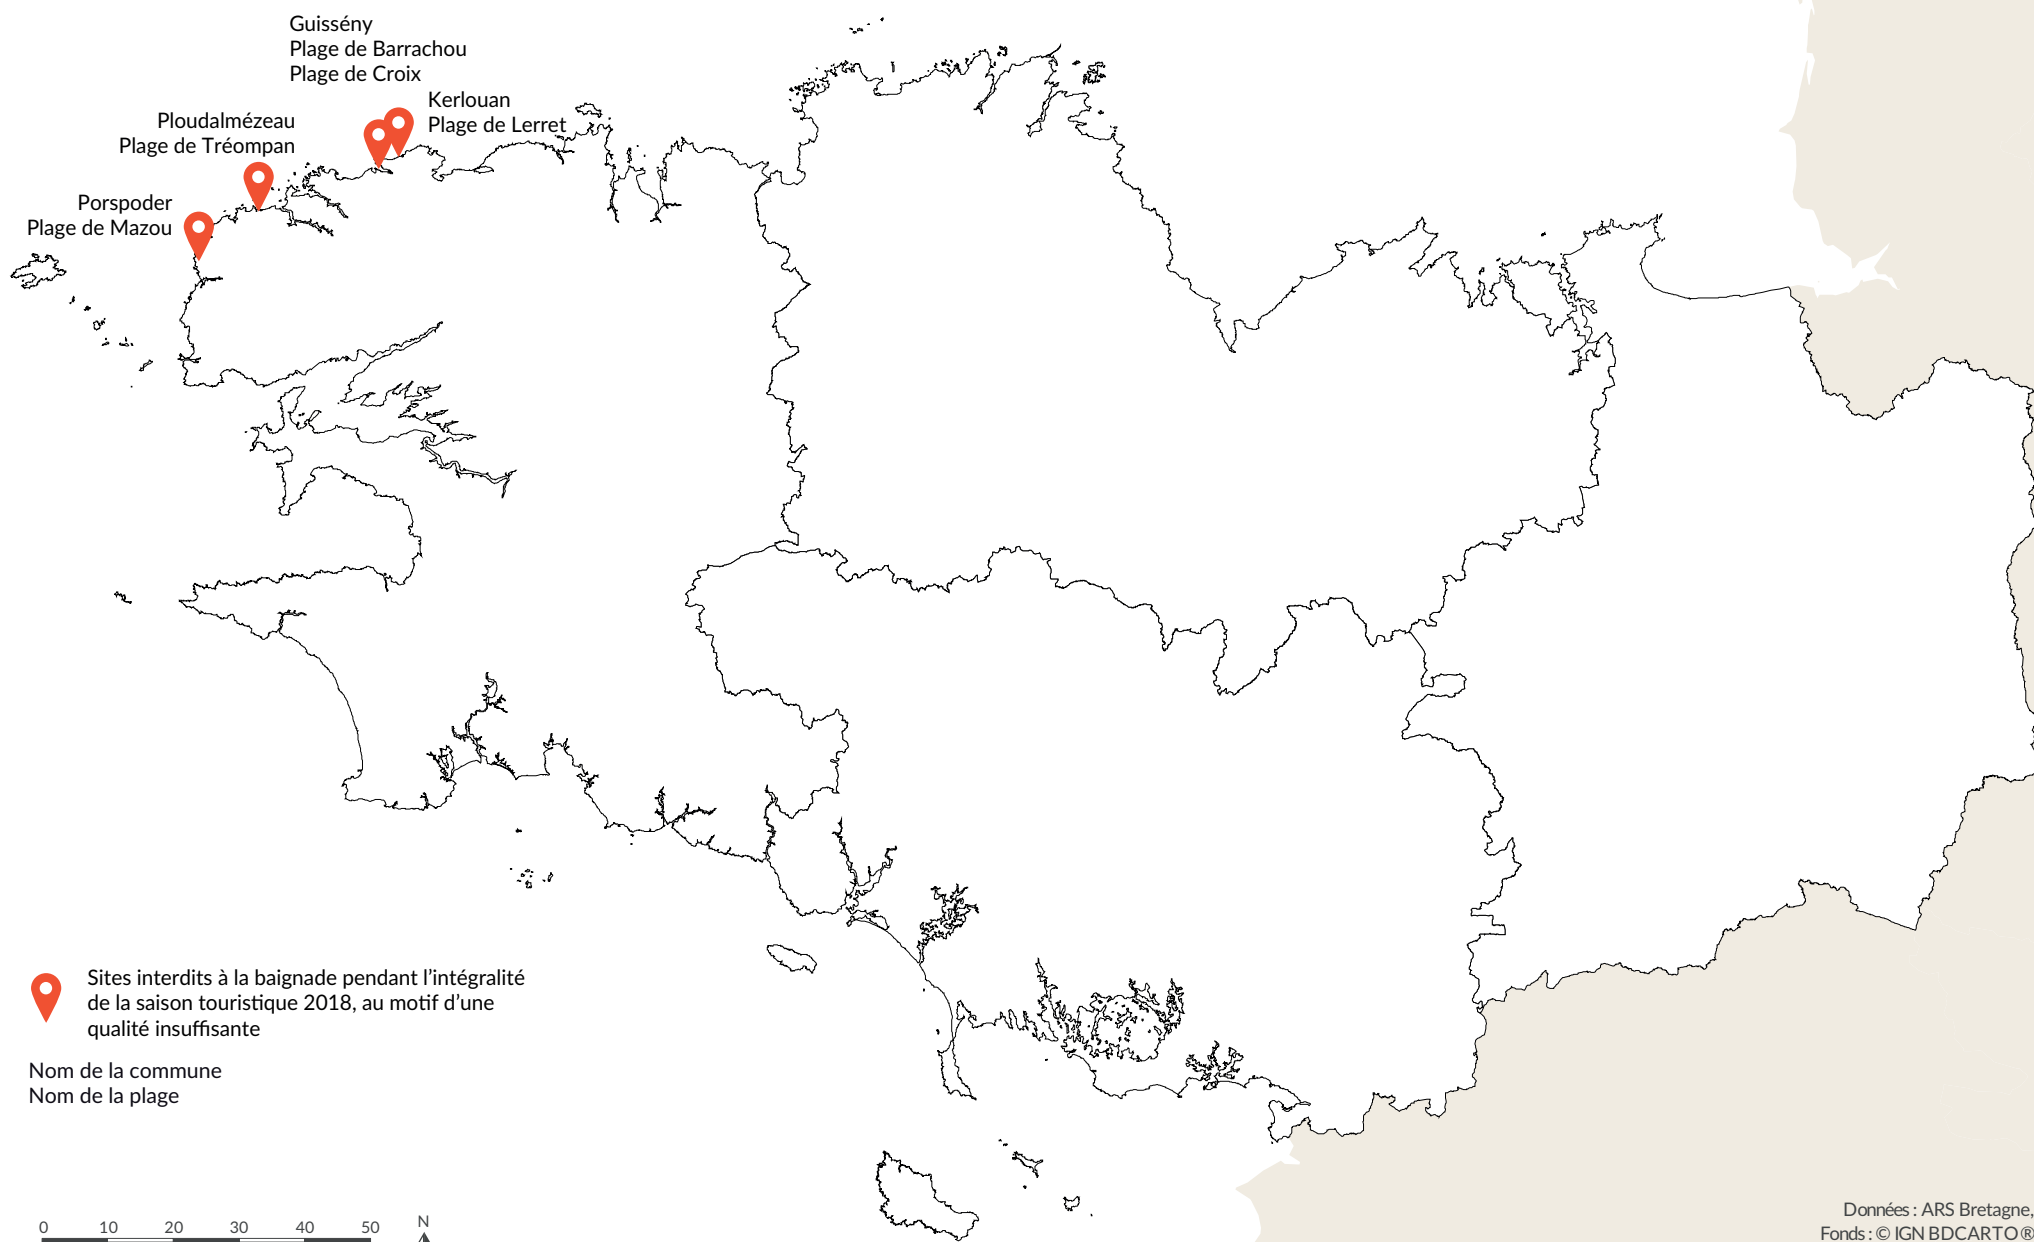 Guissény
Plage de Barrachou
Plage de Croix
Kerlouan
Plage de Lerret
Ploudalmézeau
Plage de Tréompan
Porspoder
Plage de Mazou
Sites interdits à la baignade pendant l’intégralité
de la saison touristique 2018, au motif d’une
qualité insuffisante
Nom de la commune
Nom de la plage
0 10 20 30 40 50
N
Données : ARS Bretagne,
Fonds : © IGN BDCARTO®